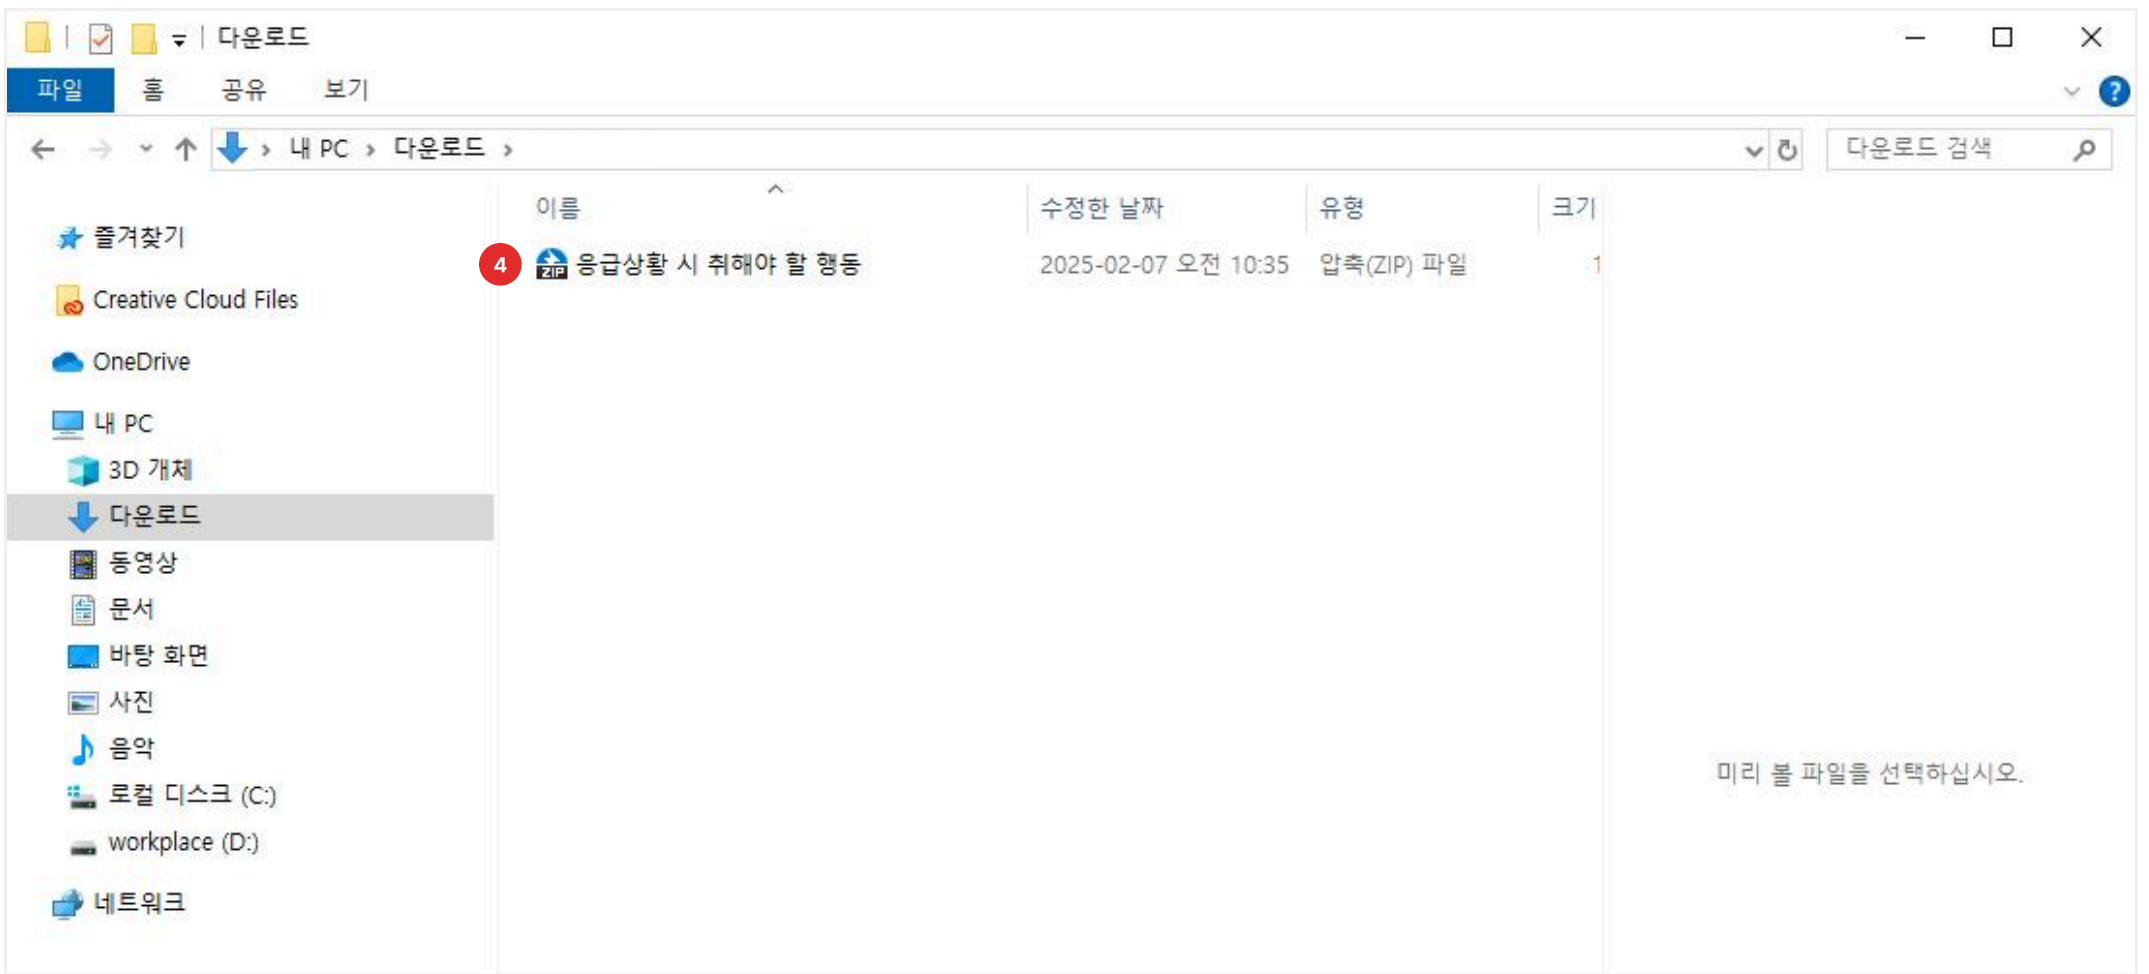 다운로드
파일 홈 공유 보기
내 PC 다운로드 다운로드 검색
이름 수정한 날짜 유형 크기
4 ZIP 응급상황 시 취해야 할 행동 2025-02-07 오전 10:35 압축(ZIP) 파일 1
즐겨찾기
Creative Cloud Files
OneDrive
내 PC
3D 개체
다운로드
동영상
문서
바탕 화면
사진
음악
로컬 디스크 (C:)
workplace (D:)
네트워크
미리 볼 파일을 선택하십시오.